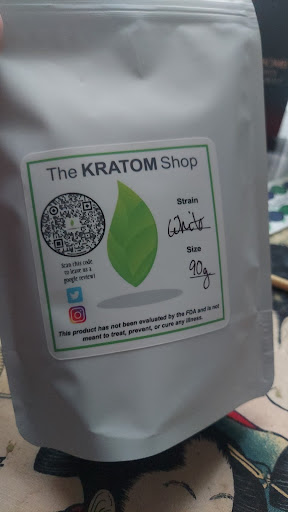 The KRATOM Shop
Strain
White
Size
90g
Scan this code
to leave us a
google review!
This product has not been evaluated by the FDA and is not
meant to treat, prevent, or cure any illness.